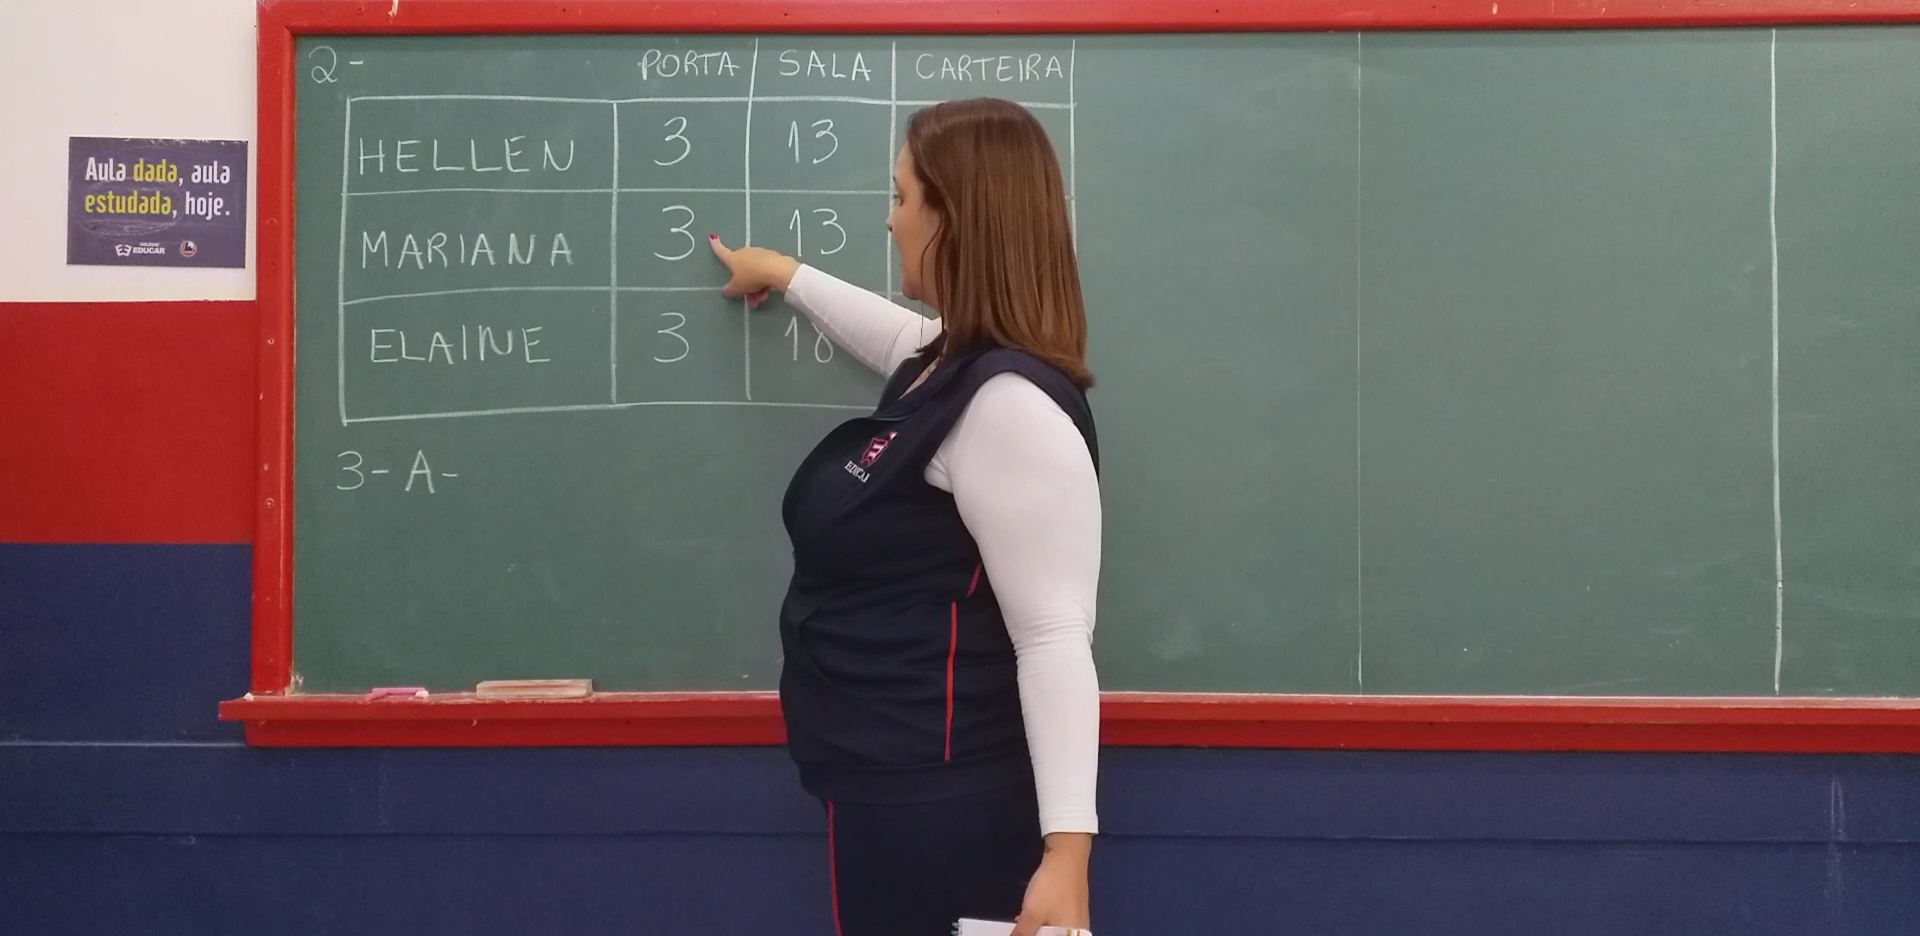 2- PORTA SALA CARTEIRA
HELLEN 3 13
MARIANA 3 13
ELAINE 3
3- A-
Aula dada, aula
estudada, hoje.
COLÉGIO
EDUCAR
EDUCAR